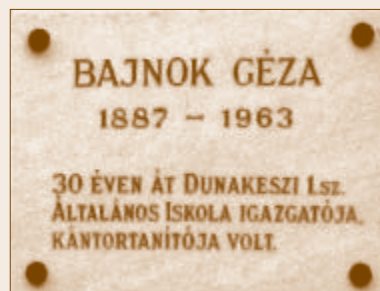 BAJNOK GÉZA
1887 – 1963
30 ÉVEN ÁT DUNAKESZI I.SZ.
ÁLTALÁNOS ISKOLA IGAZGATÓJA,
KÁNTORTANÍTÓJA VOLT.